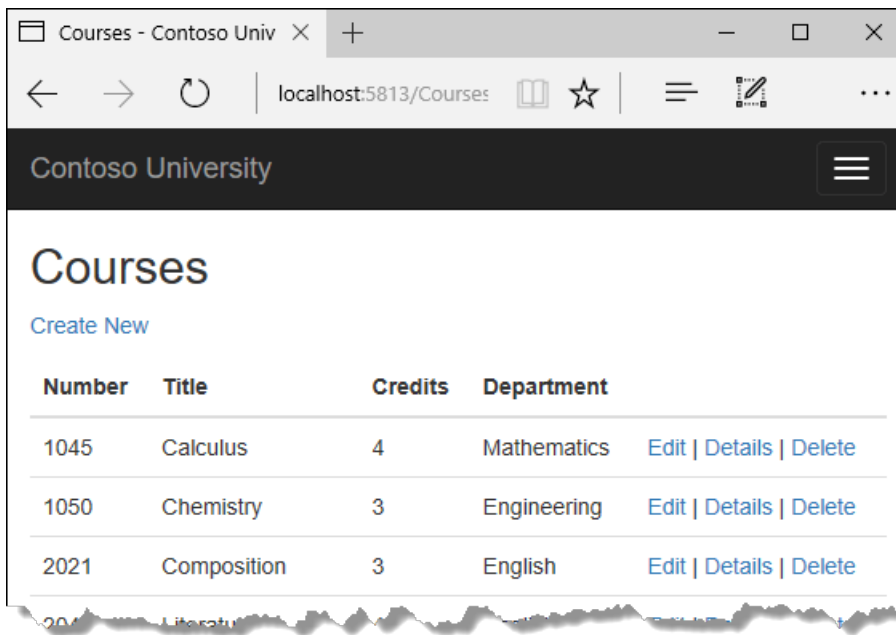 Courses - Contoso Univ
localhost:5813/Courses
Contoso University
Courses
Create New
Number Title Credits Department
1045 Calculus 4 Mathematics Edit | Details | Delete
1050 Chemistry 3 Engineering Edit | Details | Delete
2021 Composition 3 English Edit | Details | Delete